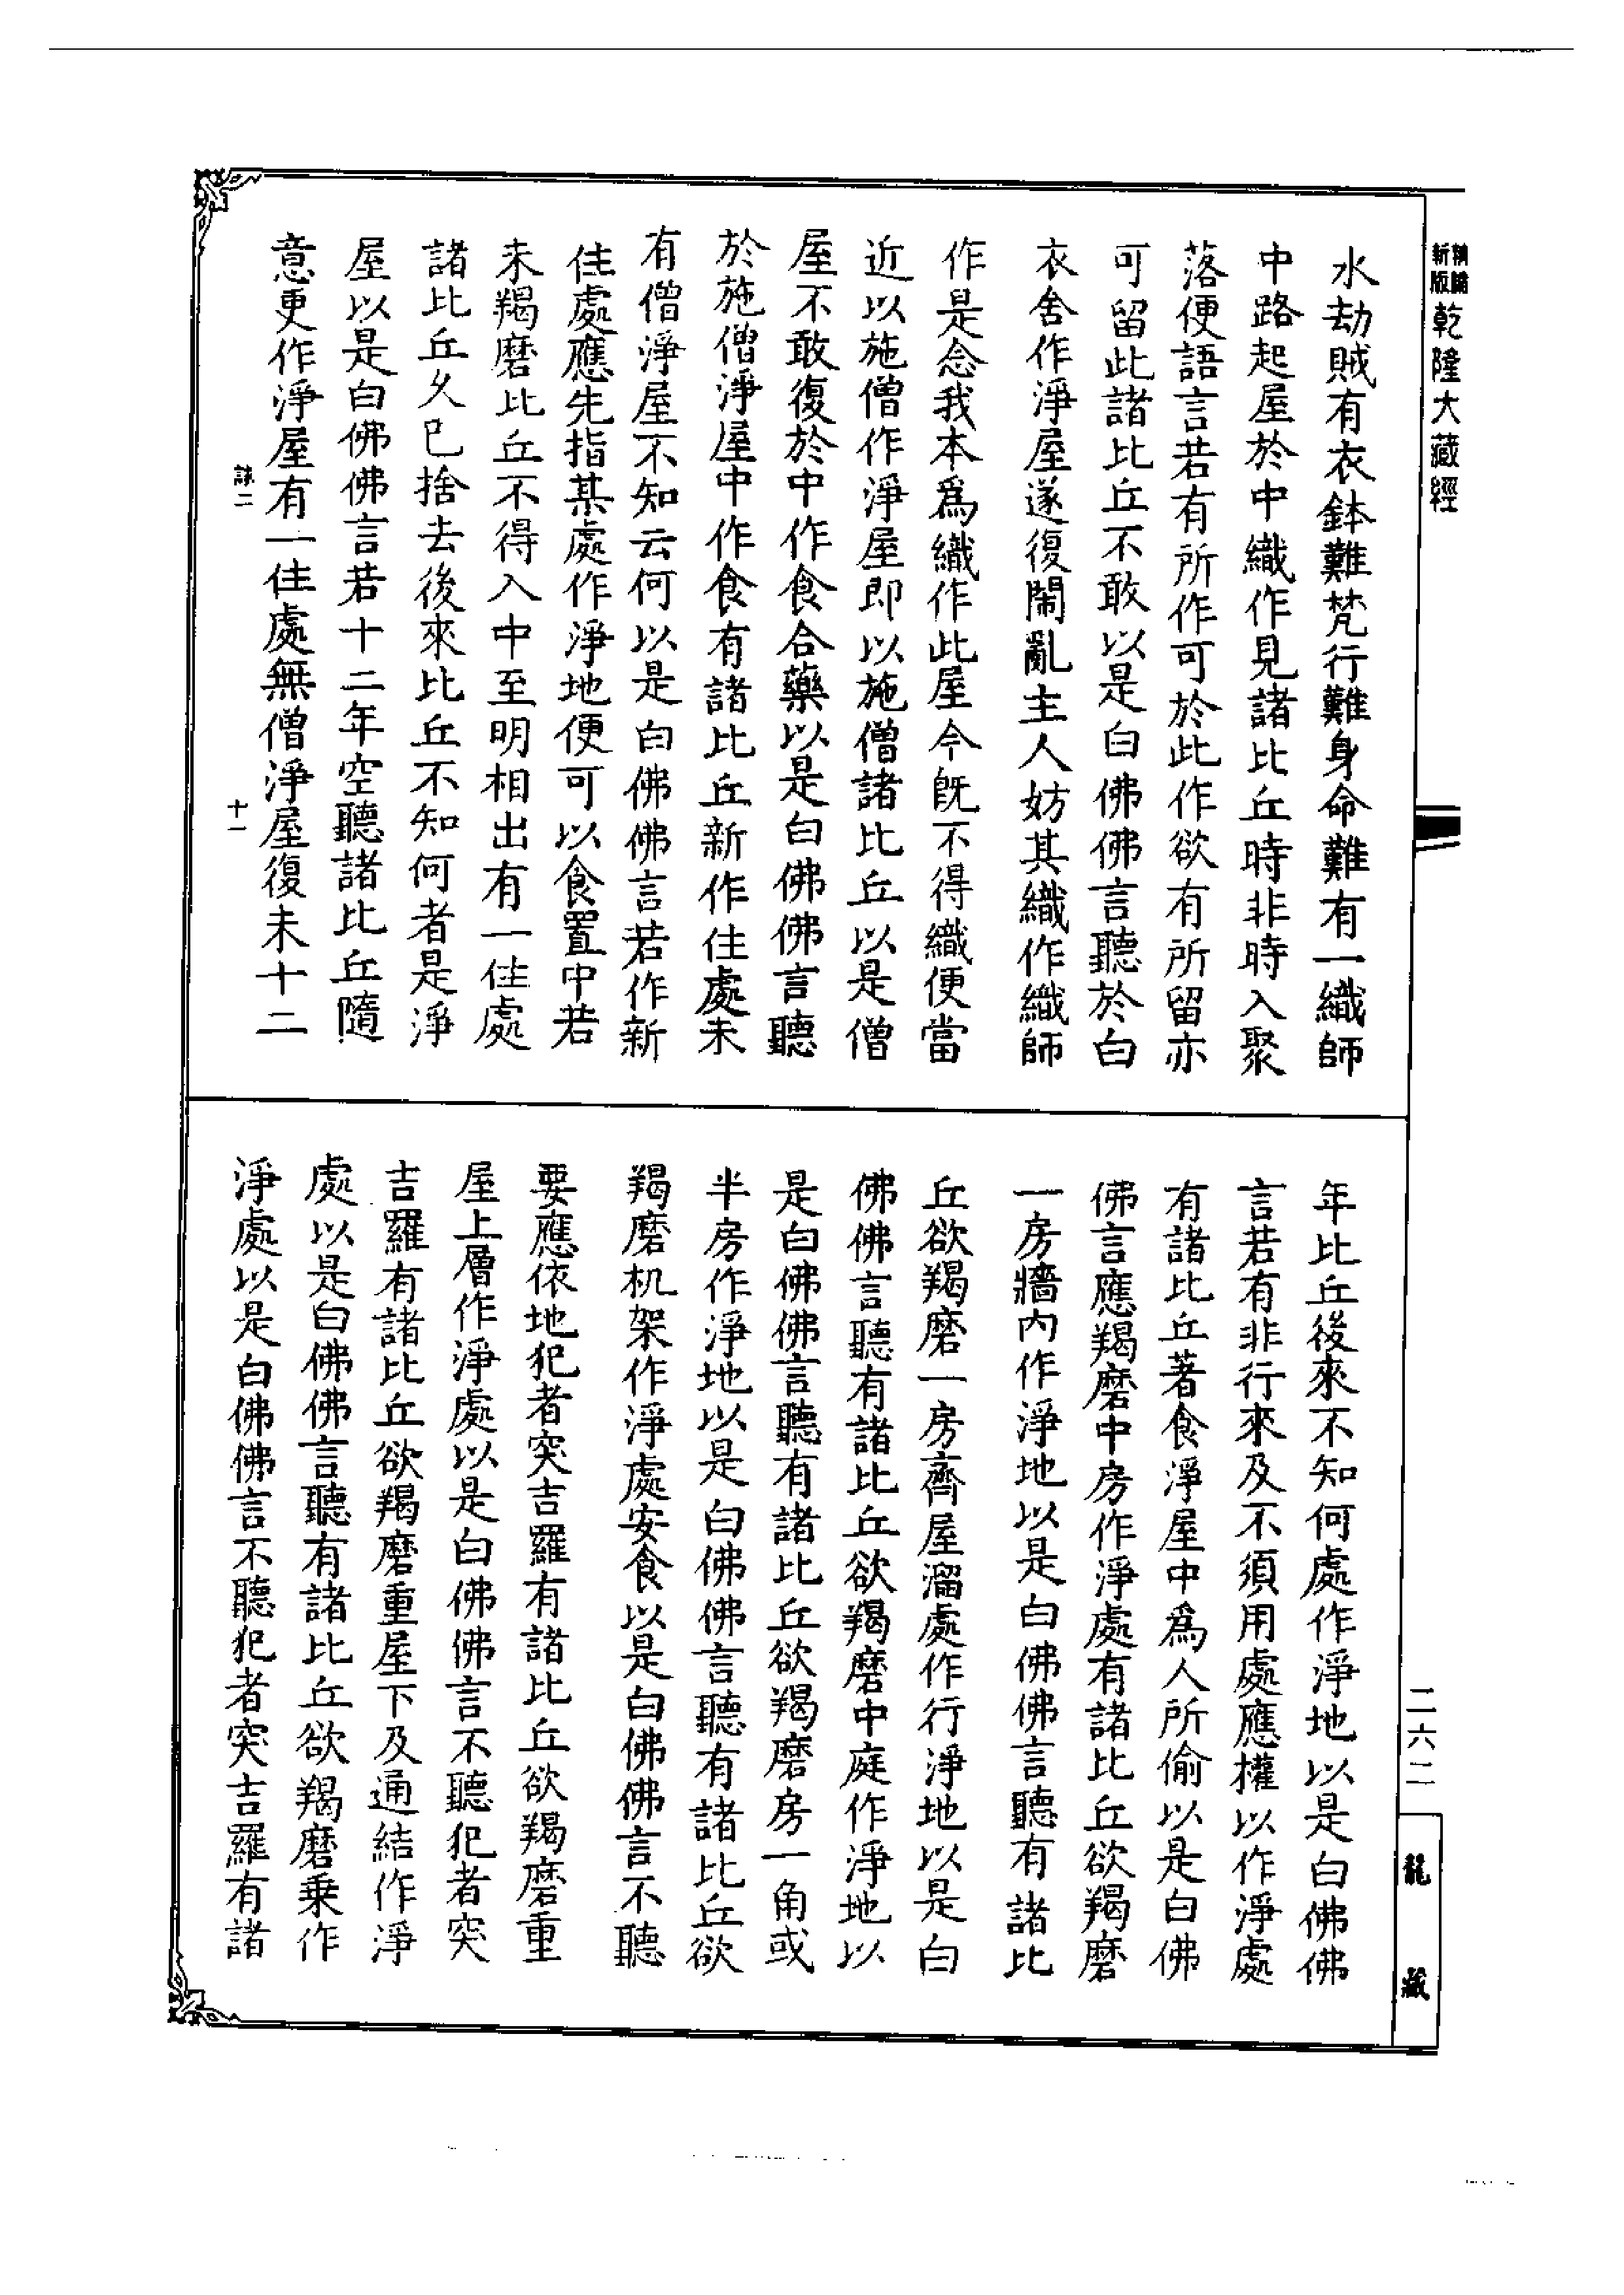 新版
乾隆大藏經
水劫賊有衣鉢難梵行難身命難有一織師
中路起屋於中織作見諸比丘時非時入聚
落便語言若有所作可於此作欲有所留亦
可留此諸比丘不敢以是白佛佛言聽於白
衣舍作淨屋遂復鬧亂主人妨其織作織師
作是念我本為織作此屋今既不得織便當
近以施僧作淨屋即以施僧諸比丘以是僧
屋不敢復於中作食合藥以是白佛佛言聽
於施僧淨屋中作食有諸比丘新作住處未
有僧淨屋不知云何以是白佛佛言若作新
住處應先指某處作淨地便可以食置中若
未羯磨比丘不得入中至明相出有一住處
諸比丘久已捨去後來比丘不知何者是淨
屋以是白佛佛言若十二年空聽諸比丘隨
意更作淨屋有一住處無僧淨屋復未十二
十一
年比丘後來不知何處作淨地以是白佛佛
言若有非行來及不須用處應權以作淨處
有諸比丘著食淨屋中為人所偷以是白佛
佛言應羯磨中房作淨處有諸比丘欲羯磨
一房牆內作淨地以是白佛佛言聽有諸比
丘欲羯磨一房齊屋溜處作行淨地以是白
佛佛言聽有諸比丘欲羯磨中庭作淨地以
是白佛佛言聽有諸比丘欲羯磨房一角或
半房作淨地以是白佛佛言聽有諸比丘欲
羯磨机架作淨處安食以是白佛佛言不聽
要應依地犯者突吉羅有諸比丘欲羯磨重
屋上層作淨處以是白佛佛言不聽犯者突
吉羅有諸比丘欲羯磨重屋下及通結作淨
處以是白佛佛言聽有諸比丘欲羯磨乗作
淨處以是白佛佛言不聽犯者突吉羅有諸
二六二
龍藏